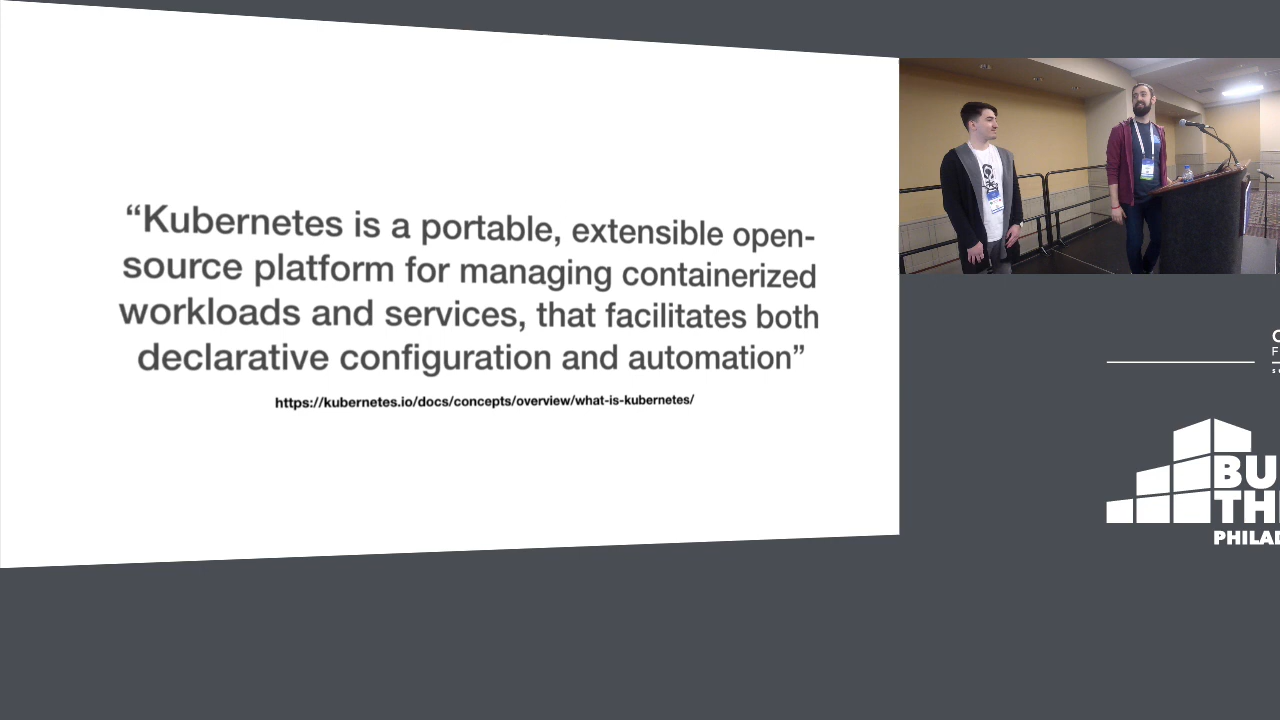 “Kubernetes is a portable, extensible open-
source platform for managing containerized
workloads and services, that facilitates both
declarative configuration and automation”
https://kubernetes.io/docs/concepts/overview/what-is-kubernetes/
BU
TH
PHILAD